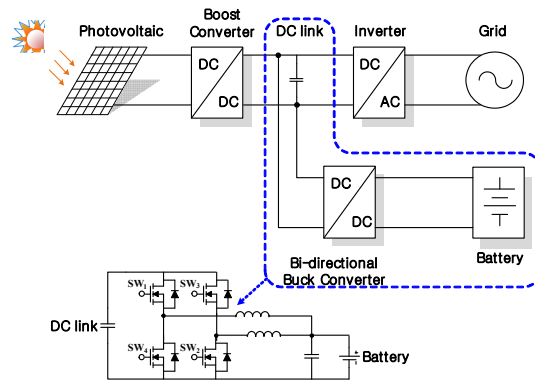 Photovoltaic
Boost
Converter
DC link
Inverter
Grid
DC
DC
DC
AC
DC
DC
Battery
Bi-directional
Buck Converter
SW₁
SW₃
DC link
SW₄
SW₂
Battery